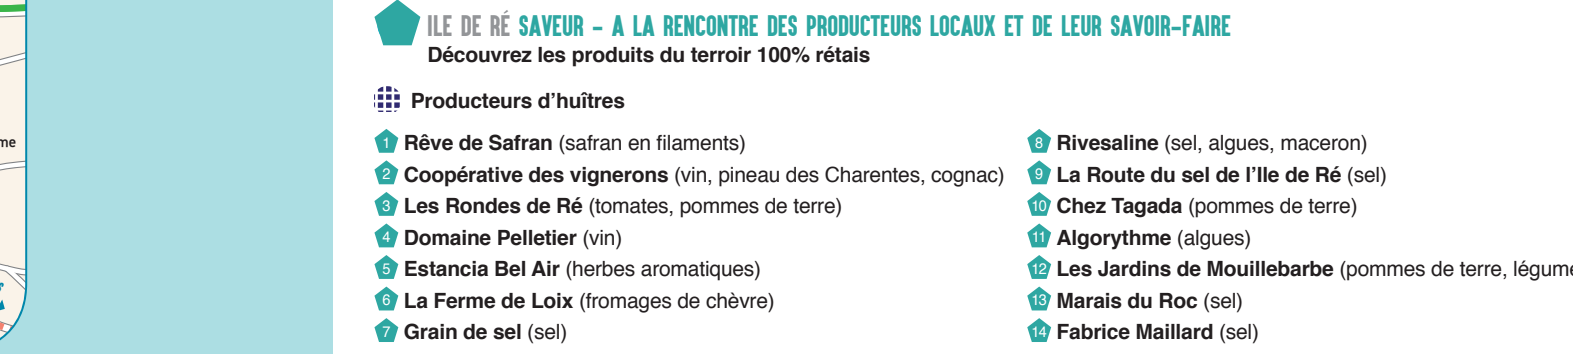 ILE DE RÉ SAVEUR - A LA RENCONTRE DES PRODUCTEURS LOCAUX ET DE LEUR SAVOIR-FAIRE
Découvrez les produits du terroir 100% rétais
Producteurs d'huîtres
1 Rêve de Safran (safran en filaments)
2 Coopérative des vignerons (vin, pineau des Charentes, cognac)
3 Les Rondes de Ré (tomates, pommes de terre)
4 Domaine Pelletier (vin)
5 Estancia Bel Air (herbes aromatiques)
6 La Ferme de Loix (fromages de chèvre)
7 Grain de sel (sel)
8 Rivesaline (sel, algues, maceron)
9 La Route du sel de l'Ile de Ré (sel)
10 Chez Tagada (pommes de terre)
11 Algorythme (algues)
12 Les Jardins de Mouillebarbe (pommes de terre,
13 Marais du Roc (sel)
14 Fabrice Maillard (sel)